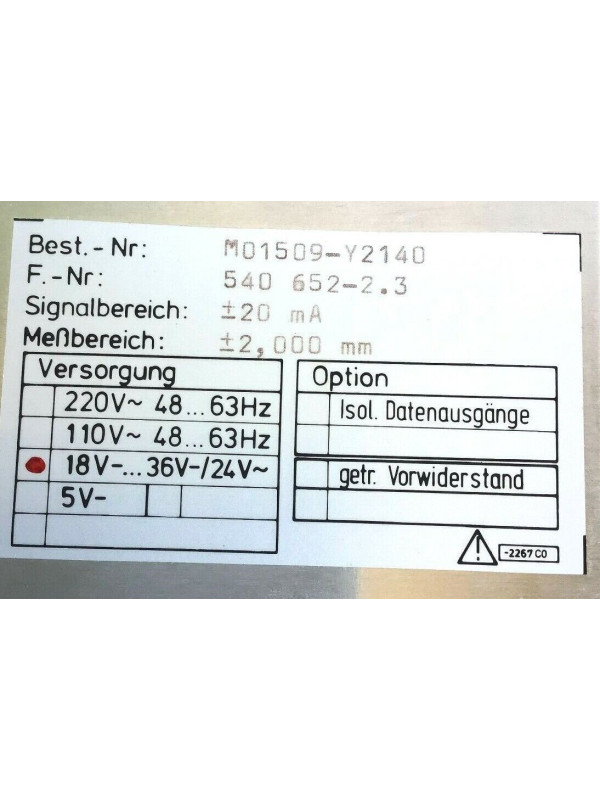 Best.-Nr: M01509-Y2140
F.-Nr: 540 652-2.3
Signalbereich: ±20 mA
Meßbereich: ±2,000 mm
Versorgung
220V~ 48...63Hz
110V~ 48...63Hz
18V-...36V-/24V~
5V-
Option
Isol. Datenausgänge
getr. Vorwiderstand
-2267 CO